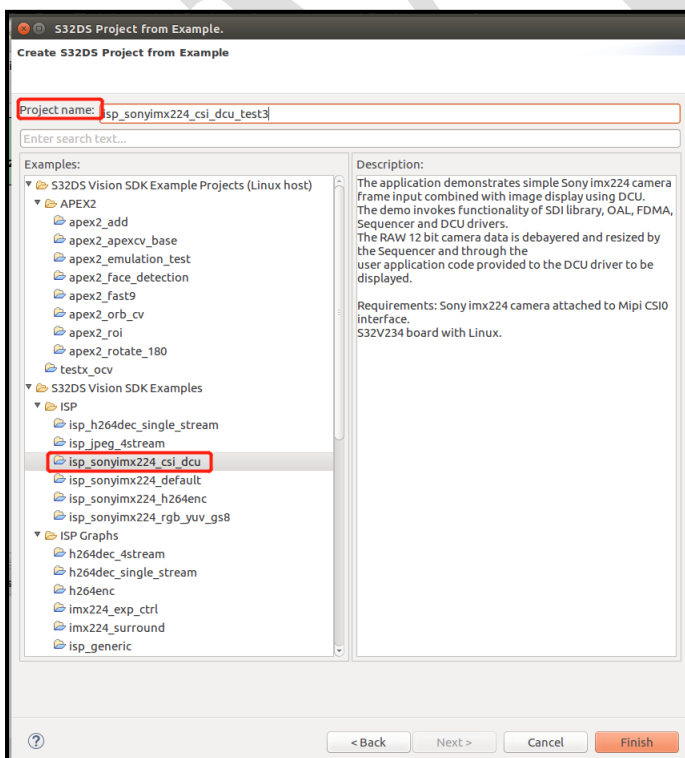 S32DS Project from Example.
Create S32DS Project from Example
Project name: isp_sonyimx224_csi_dcu_test3
Enter search text...
Examples:
S32DS Vision SDK Example Projects (Linux host)
APEX2
apex2_add
apex2_apexcv_base
apex2_emulation_test
apex2_face_detection
apex2_fast9
apex2_orb_cv
apex2_roi
apex2_rotate_180
testx_ocv
S32DS Vision SDK Examples
ISP
isp_h264dec_single_stream
isp_jpeg_4stream
isp_sonyimx224_csi_dcu
isp_sonyimx224_default
isp_sonyimx224_h264enc
isp_sonyimx224_rgb_yuv_gs8
ISP Graphs
h264dec_4stream
h264dec_single_stream
h264enc
imx224_exp_ctrl
imx224_surround
isp_generic
Description:
The application demonstrates simple Sony imx224 camera
frame input combined with image display using DCU.
The demo invokes functionality of SDI library, OAL, FDMA,
Sequencer and DCU drivers.
The RAW 12 bit camera data is debayered and resized by
the Sequencer and through the
user application code provided to the DCU driver to be
displayed.
Requirements: Sony imx224 camera attached to Mipi CSI0
interface.
S32V234 board with Linux.
?
< Back Next > Cancel Finish